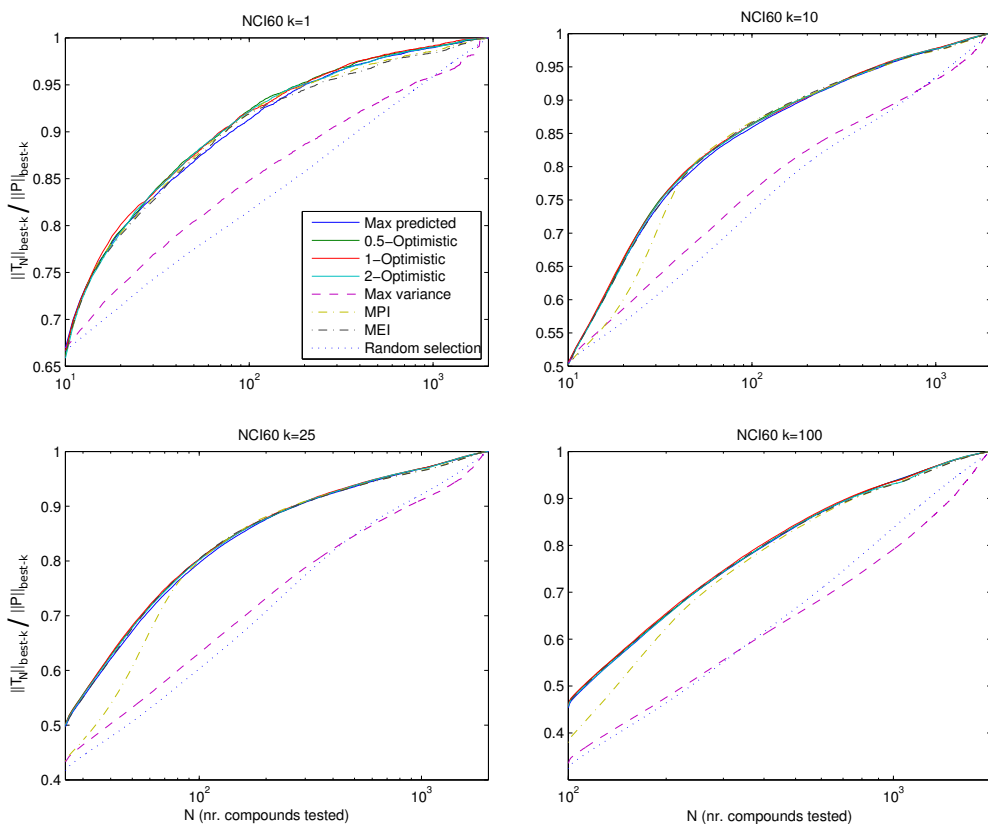 NCI60 k=1
1
0.95
0.9
0.85
0.8
0.75
0.7
0.65
10^1
10^2
10^3
||T_N||_best-k / ||P||_best-k
Max predicted
0.5-Optimistic
1-Optimistic
2-Optimistic
Max variance
MPI
MEI
Random selection
NCI60 k=10
1
0.95
0.9
0.85
0.8
0.75
0.7
0.65
0.6
0.55
0.5
10^1
10^2
10^3
NCI60 k=25
1
0.9
0.8
0.7
0.6
0.5
0.4
10^2
10^3
||T_N||_best-k / ||P||_best-k
N (nr. compounds tested)
NCI60 k=100
1
0.9
0.8
0.7
0.6
0.5
0.4
10^2
10^3
N (nr. compounds tested)